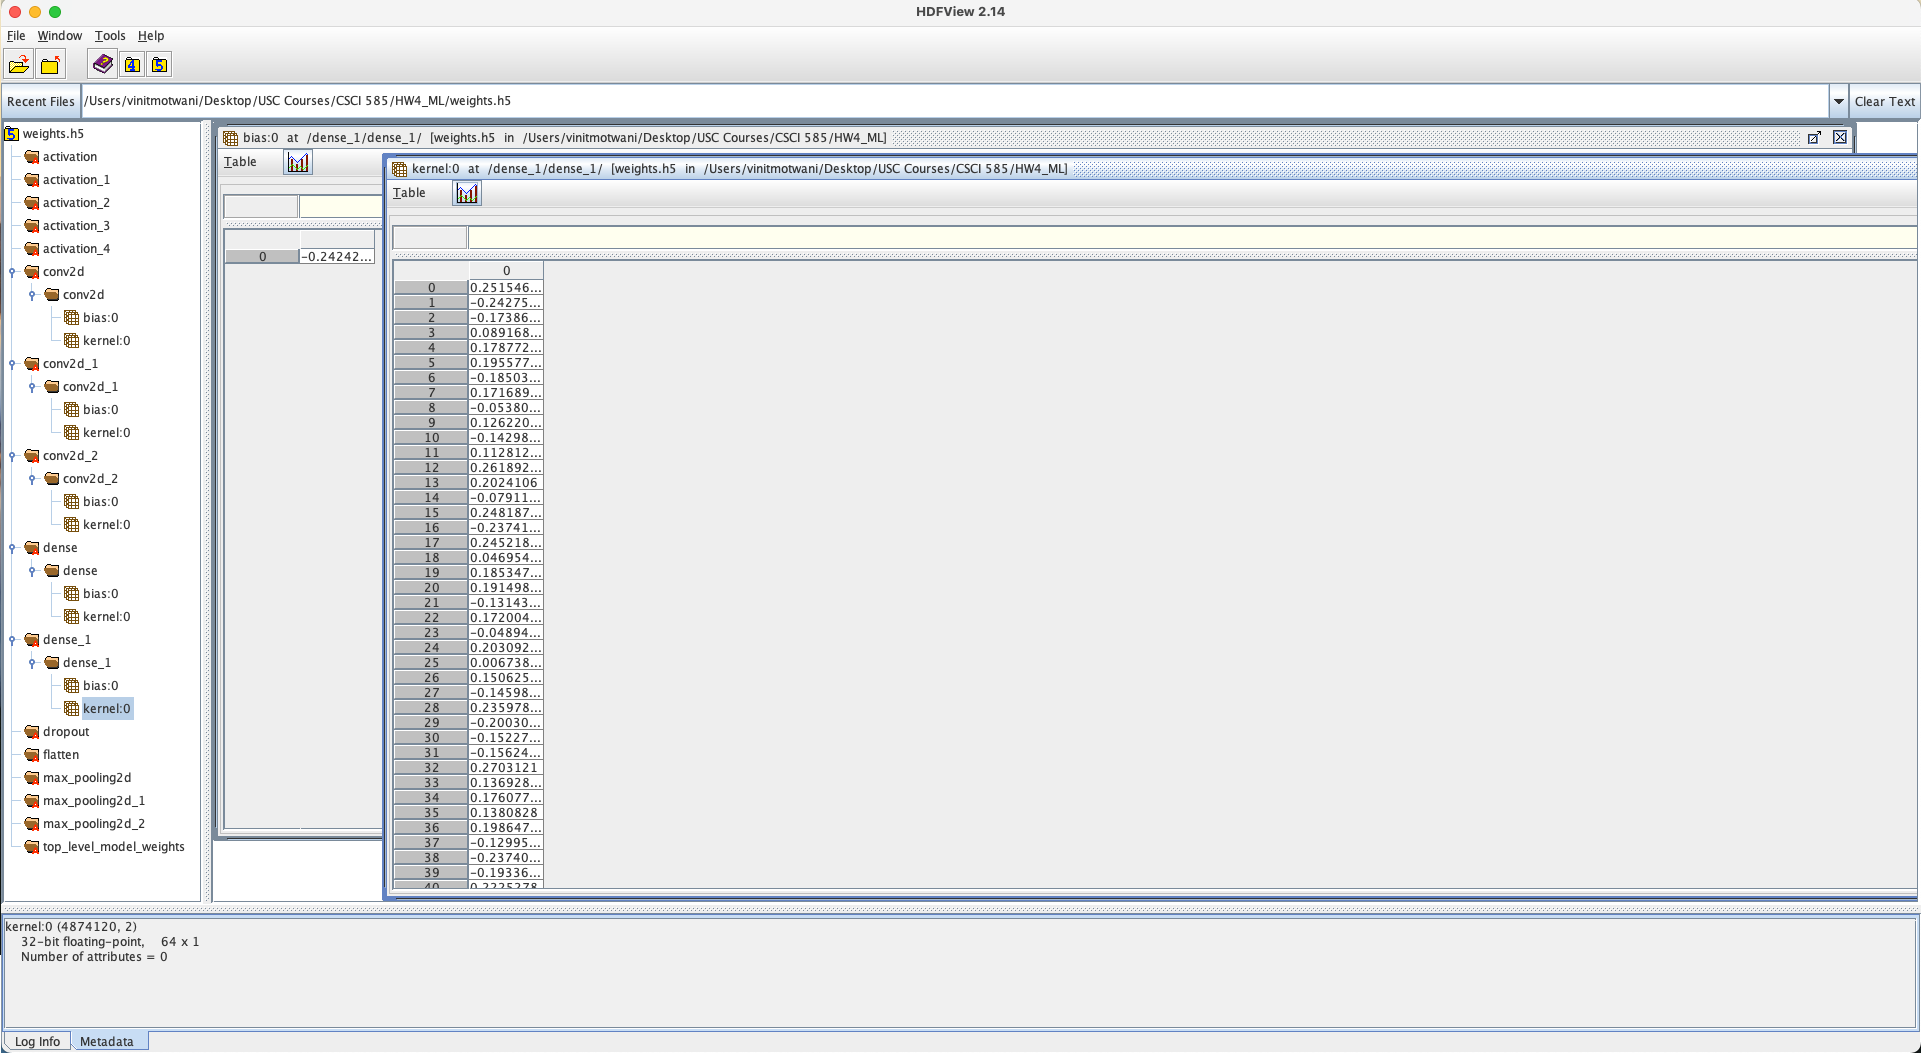 HDFView 2.14
File Window Tools Help
Recent Files /Users/vinitmotwani/Desktop/USC Courses/CSCI 585/HW4_ML/weights.h5 Clear Text
weights.h5
activation
activation_1
activation_2
activation_3
activation_4
conv2d
conv2d
bias:0
kernel:0
conv2d_1
conv2d_1
bias:0
kernel:0
conv2d_2
conv2d_2
bias:0
kernel:0
dense
dense
bias:0
kernel:0
dense_1
dense_1
bias:0
kernel:0
dropout
flatten
max_pooling2d
max_pooling2d_1
max_pooling2d_2
top_level_model_weights
bias:0 at /dense_1/dense_1/ [weights.h5 in /Users/vinitmotwani/Desktop/USC Courses/CSCI 585/HW4_ML]
Table
0 -0.24242...
kernel:0 at /dense_1/dense_1/ [weights.h5 in /Users/vinitmotwani/Desktop/USC Courses/CSCI 585/HW4_ML]
Table
0
0 0.251546...
1 -0.24275...
2 -0.17386...
3 0.089168...
4 0.178772...
5 0.195577...
6 -0.18503...
7 0.171689...
8 -0.05380...
9 0.126220...
10 -0.14298...
11 0.112812...
12 0.261892...
13 0.2024106
14 -0.07911...
15 0.248187...
16 -0.23741...
17 0.245218...
18 0.046954...
19 0.185347...
20 0.191498...
21 -0.13143...
22 0.172004...
23 -0.04894...
24 0.203092...
25 0.006738...
26 0.150625...
27 -0.14598...
28 0.235978...
29 -0.20030...
30 -0.15227...
31 -0.15624...
32 0.2703121
33 0.136928...
34 0.176077...
35 0.1380828
36 0.198647...
37 -0.12995...
38 -0.23740...
39 -0.19336...
40 0.2225278
kernel:0 (4874120, 2)
32-bit floating-point, 64 x 1
Number of attributes = 0
Log Info Metadata